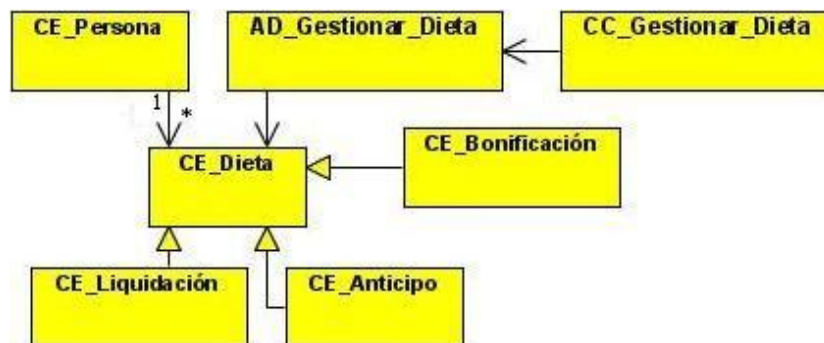 CE_Persona
AD_Gestionar_Dieta
CC_Gestionar_Dieta
1
*
CE_Dieta
CE_Bonificación
CE_Liquidación
CE_Anticipo